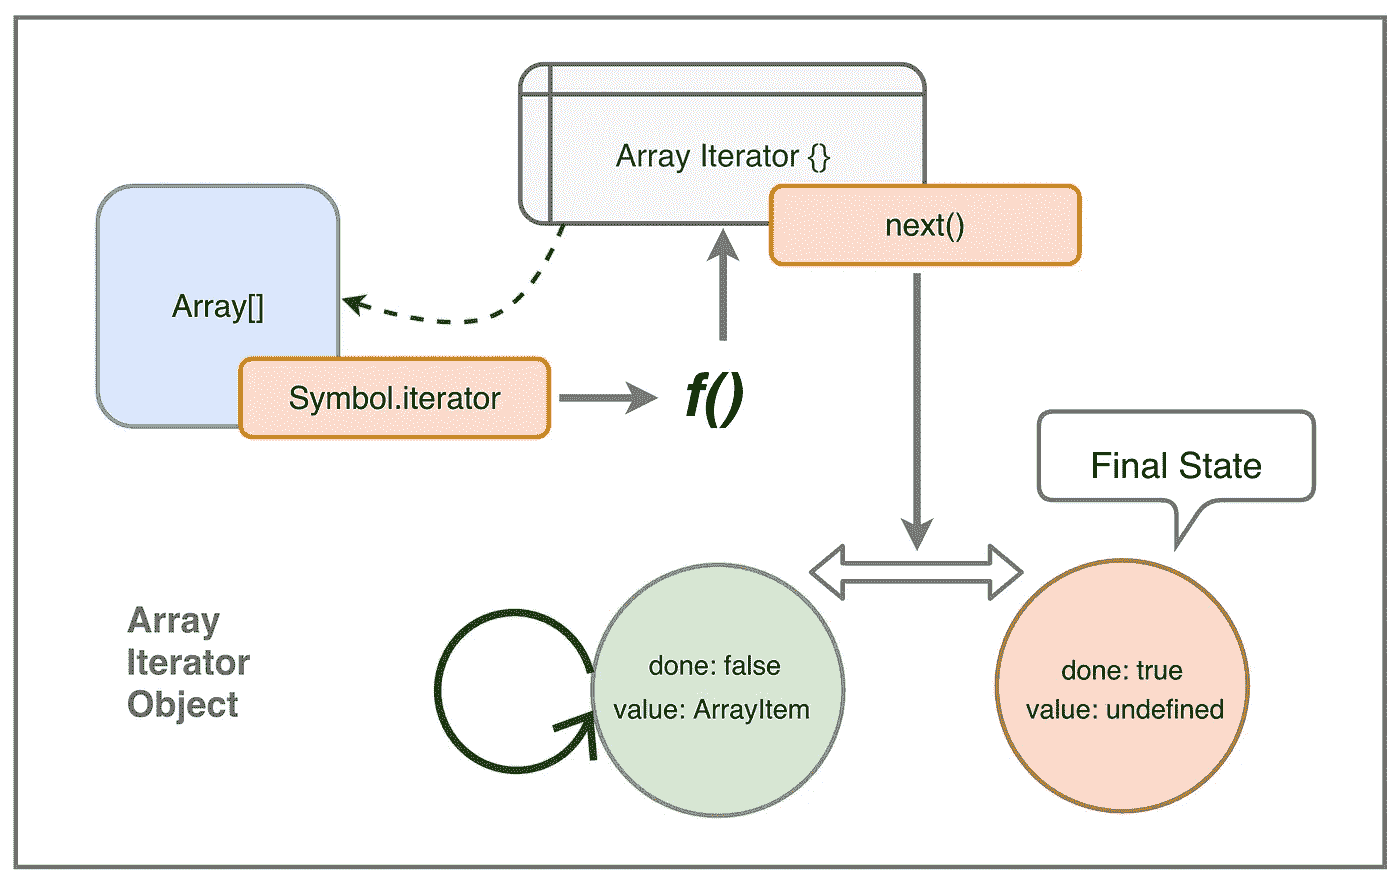 Array Iterator {}
next()
Array[]
Symbol.iterator
f()
Final State
Array
Iterator
Object
done: false
value: ArrayItem
done: true
value: undefined